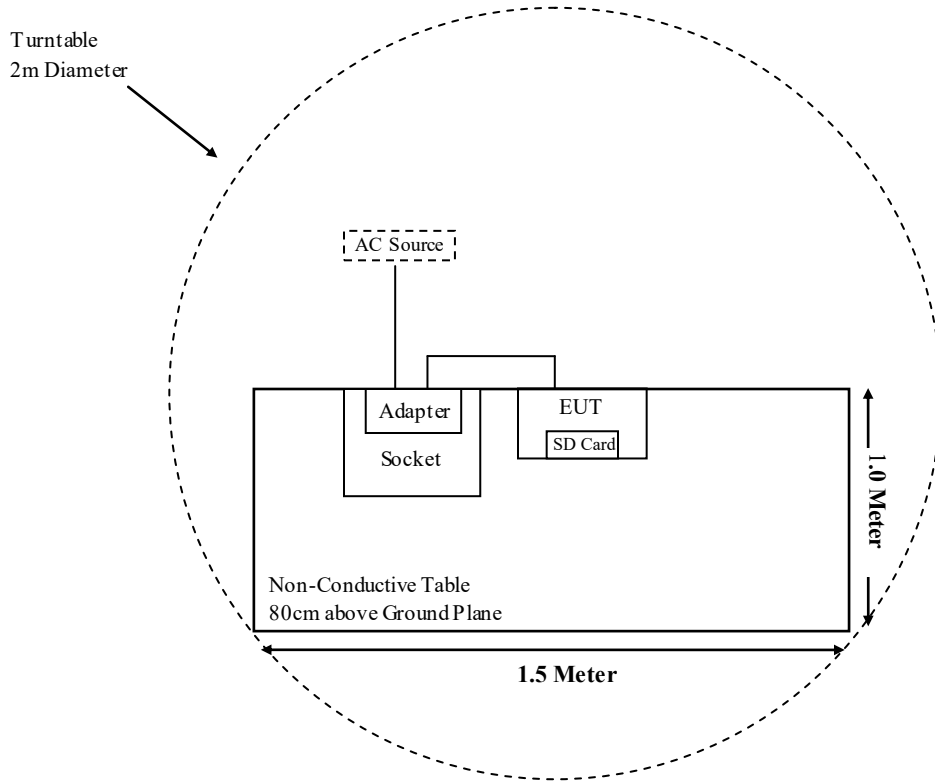 Turntable
2m Diameter
AC Source
Adapter
EUT
SD Card
Socket
1.0 Meter
Non-Conductive Table
80cm above Ground Plane
1.5 Meter